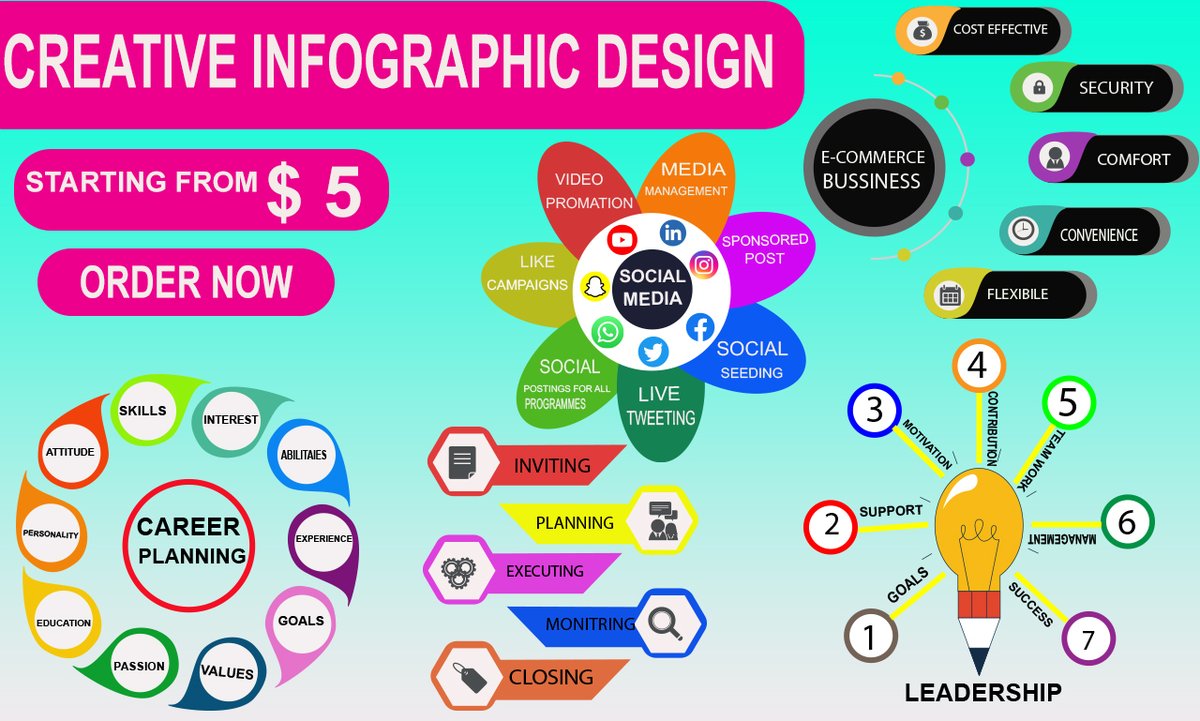 CREATIVE INFOGRAPHIC DESIGN
STARTING FROM $ 5
ORDER NOW
COST EFFECTIVE
SECURITY
COMFORT
CONVENIENCE
FLEXIBILE
E-COMMERCE
BUSSINESS
VIDEO
PROMATION
MEDIA
MANAGEMENT
SPONSORED
POST
SOCIAL
SEEDING
LIVE
TWEETING
SOCIAL
POSTINGS FOR ALL
PROGRAMMES
LIKE
CAMPAIGNS
SOCIAL
MEDIA
in
SKILLS
INTEREST
ABILITAIES
EXPERIENCE
GOALS
VALUES
PASSION
EDUCATION
PERSONALITY
ATTITUDE
CAREER
PLANNING
INVITING
PLANNING
EXECUTING
MONITRING
CLOSING
1
GOALS
2
SUPPORT
3
MOTIVATION
4
CONTRIBUTION
5
TEAM WORK
6
MANAGEMENT
7
SUCCESS
LEADERSHIP